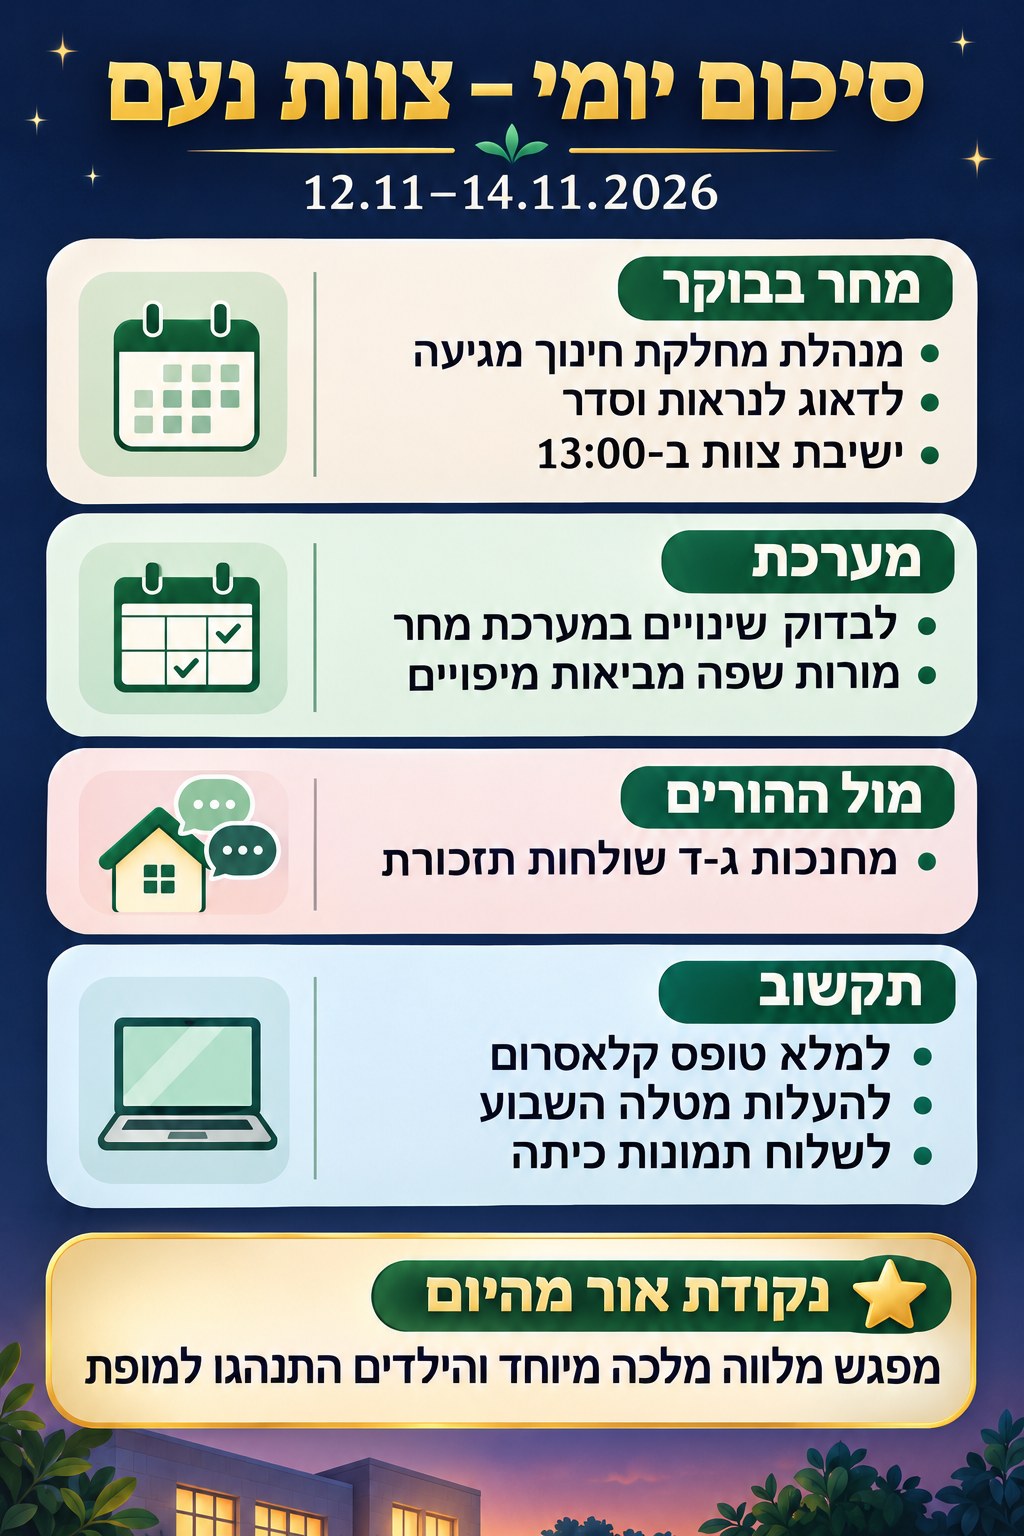 סיכום יומי – צוות נעם
12.11–14.11.2026
מחר בבוקר
מנהלת מחלקת חינוך מגיעה
לדאוג לנראות וסדר
ישיבת צוות ב-13:00
מערכת
לבדוק שינויים במערכת מחר
מורות שפה מביאות מיפויים
מול ההורים
מחנכות ג-ד שולחות תזכורת
תקשוב
למלא טופס קלאסרום
להעלות מטלה השבוע
לשלוח תמונות כיתה
נקודת אור מהיום
מפגש מלווה מלכה מיוחד והילדים התנהגו למופת